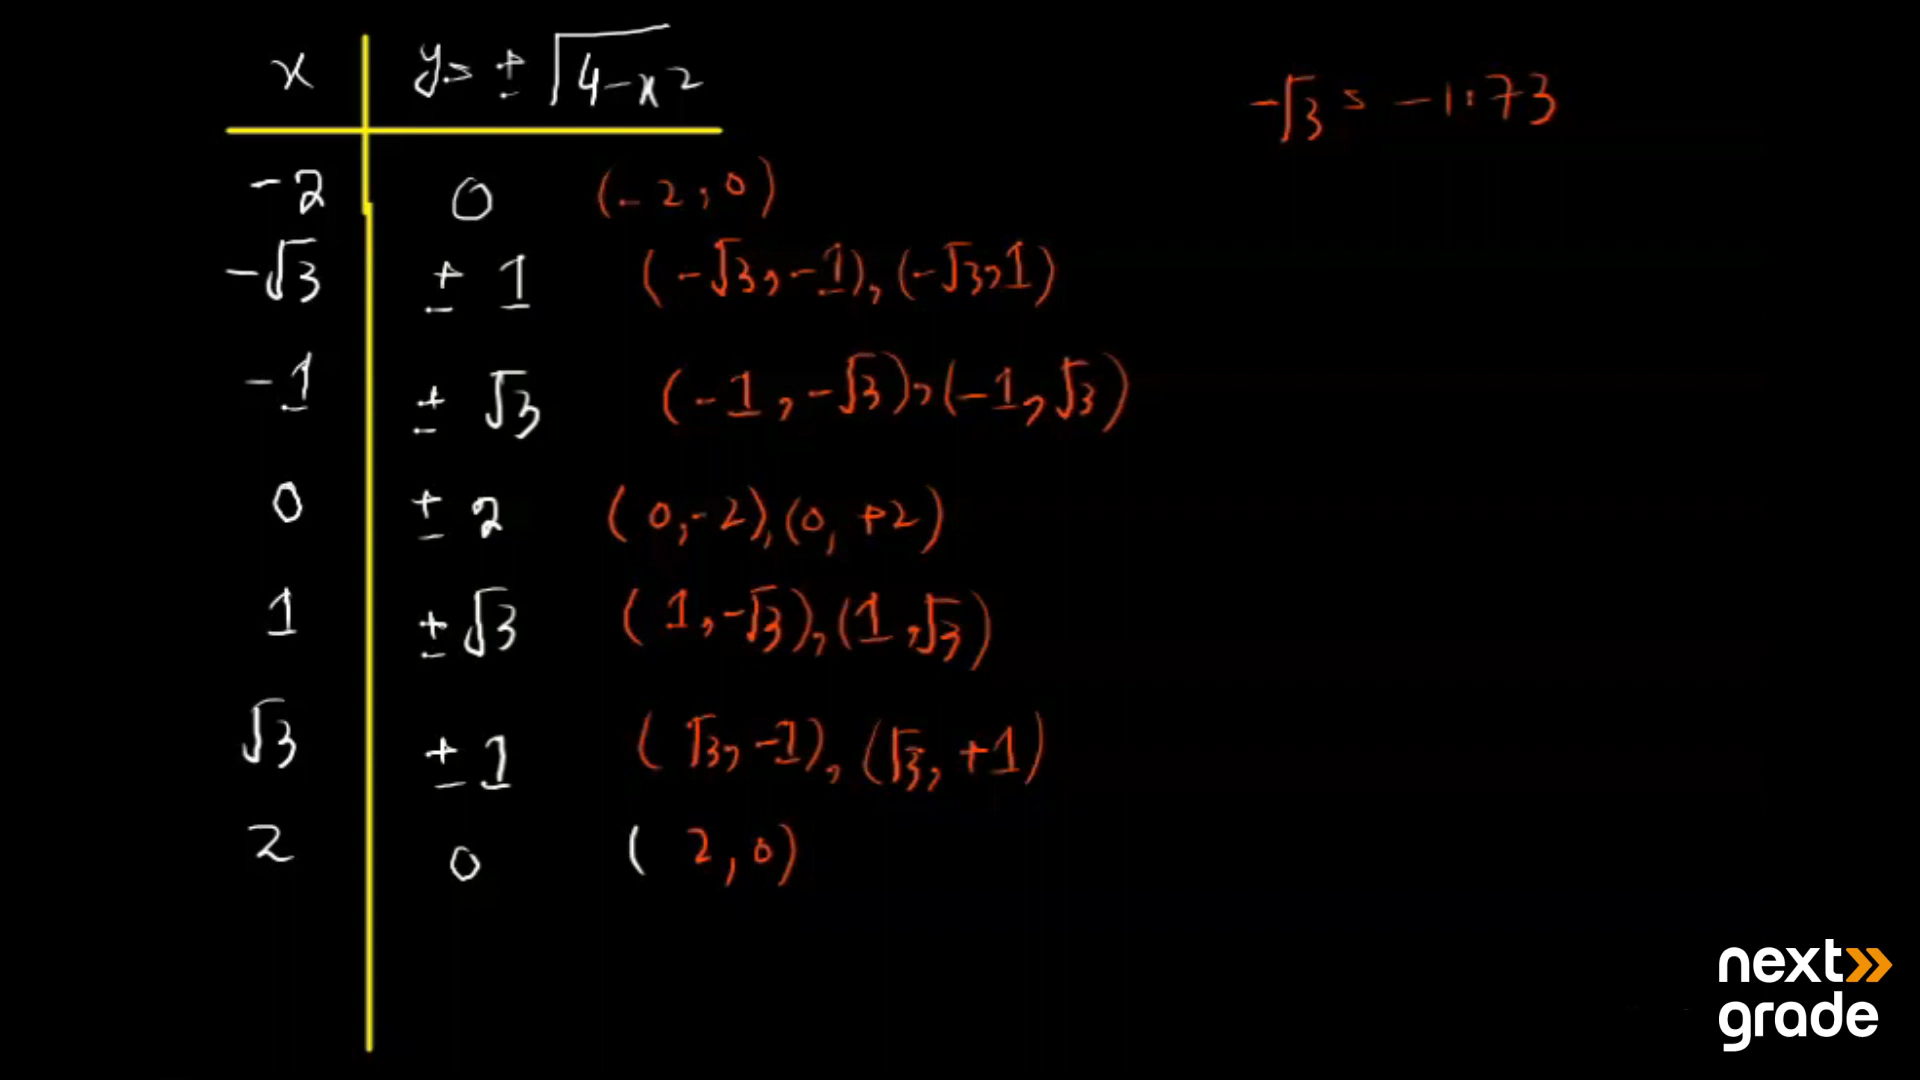 x y = ± √4-x² -√3 = -1.73
-2 0 (-2, 0)
-√3 ± 1 (-√3, -1), (-√3, 1)
-1 ± √3 (-1, -√3), (-1, √3)
0 ± 2 (0, -2), (0, +2)
1 ± √3 (1, -√3), (1, √3)
√3 ± 1 (√3, -1), (√3, +1)
2 0 (2, 0)
next
grade